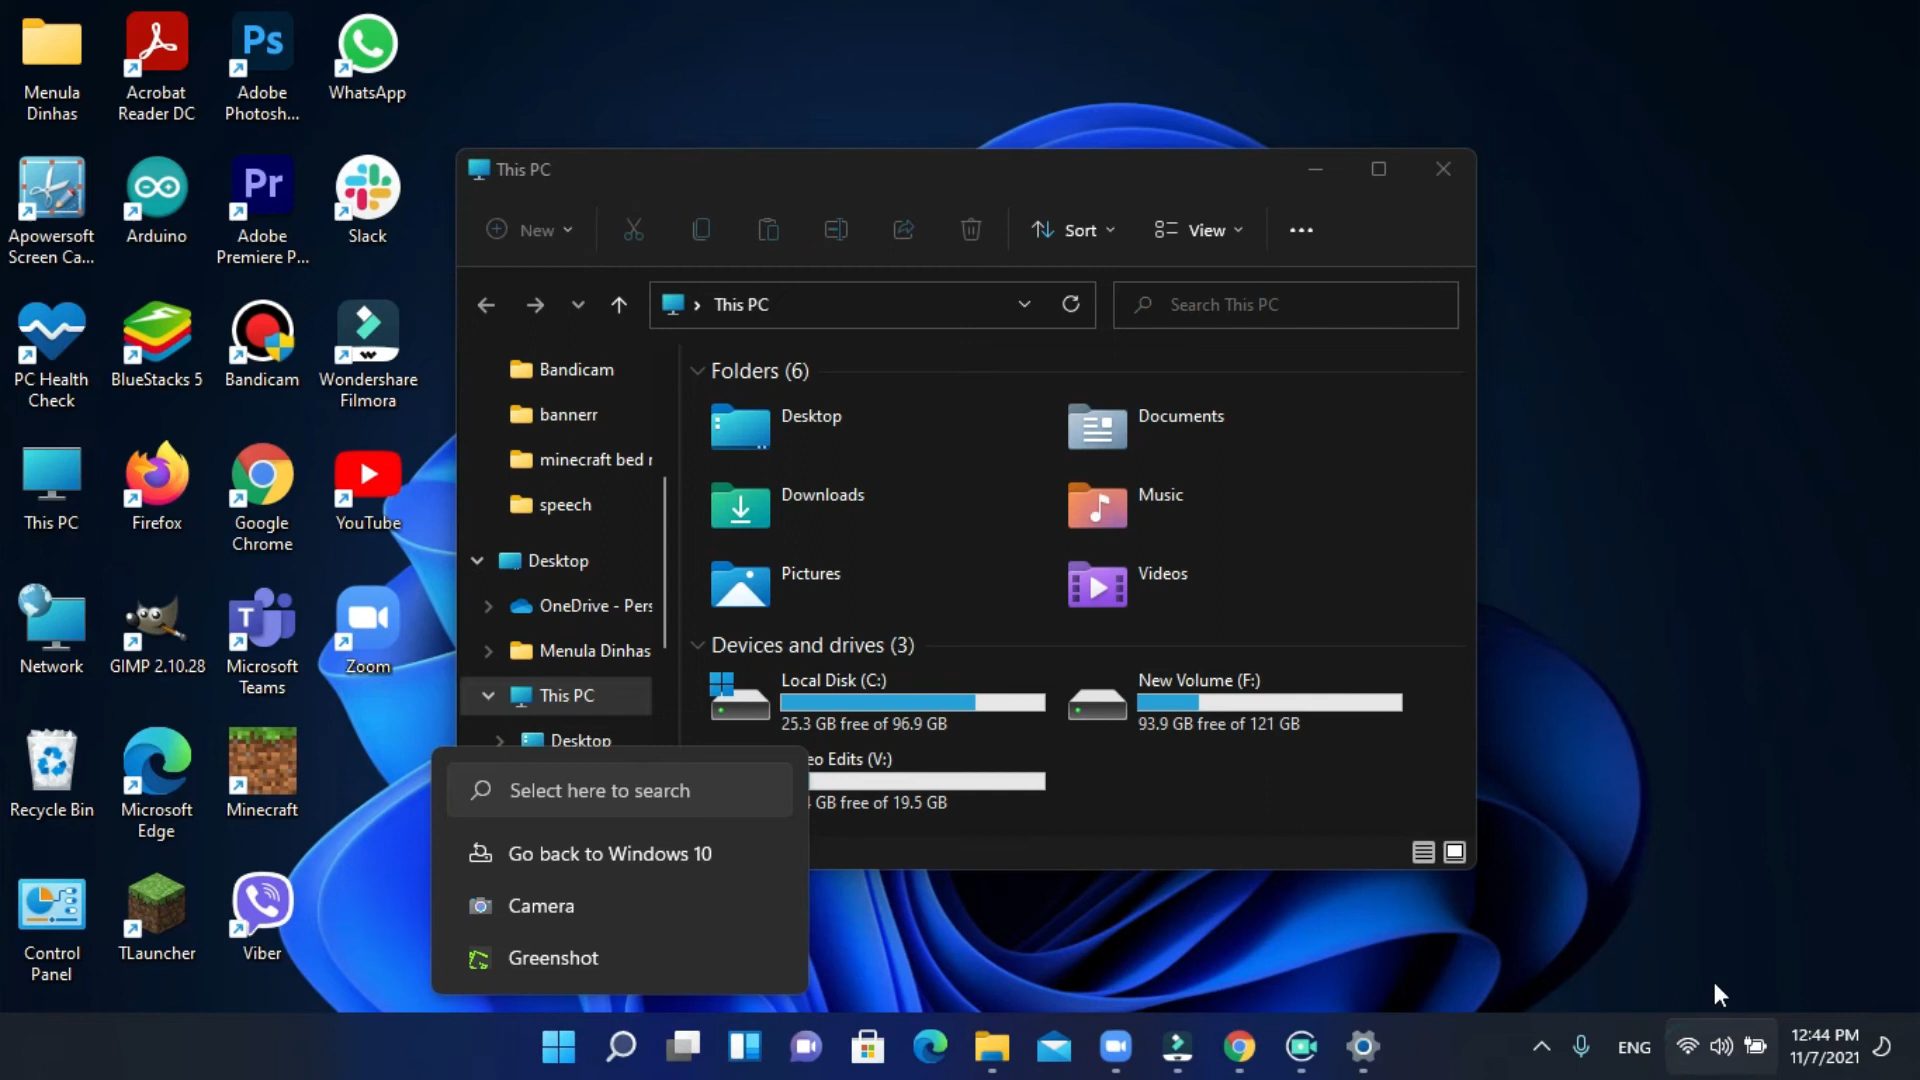 Menula
Dinhas
Acrobat
Reader DC
Ps
Adobe
Photosh...
WhatsApp
Apowersoft
Screen Ca...
Arduino
Pr
Adobe
Premiere P...
Slack
PC Health
Check
BlueStacks 5
Bandicam
Wondershare
Filmora
This PC
Firefox
Google
Chrome
YouTube
Network
GIMP 2.10.28
T
Microsoft
Teams
Zoom
Recycle Bin
Microsoft
Edge
Minecraft
Control
Panel
TLauncher
Viber
This PC
New
Sort
View
This PC
Search This PC
Bandicam
bannerr
minecraft bed r
speech
Desktop
OneDrive - Pers
Menula Dinhas
This PC
Desktop
Folders (6)
Desktop
Documents
Downloads
Music
Pictures
Videos
Devices and drives (3)
Local Disk (C:)
25.3 GB free of 96.9 GB
New Volume (F:)
93.9 GB free of 121 GB
eo Edits (V:)
GB free of 19.5 GB
Select here to search
Go back to Windows 10
Camera
Greenshot
ENG
12:44 PM
11/7/2021